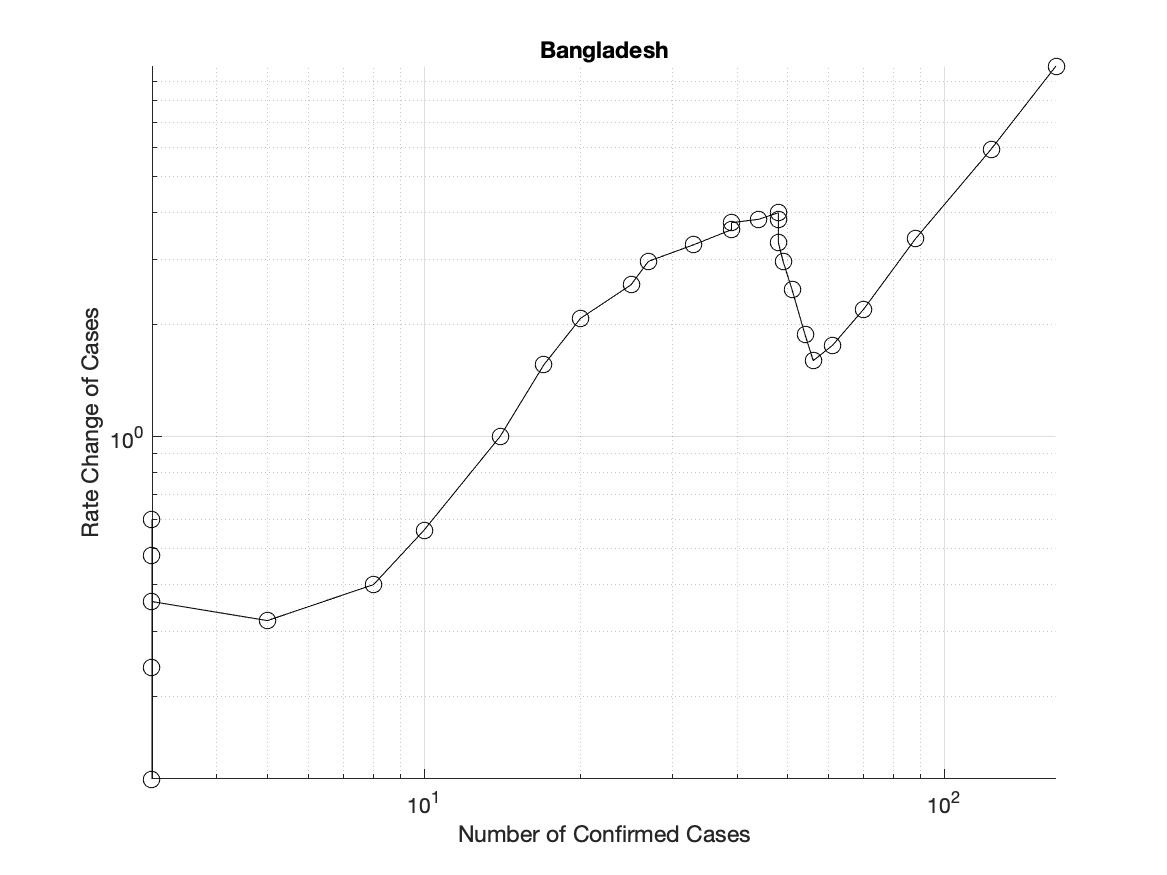 Bangladesh
Rate Change of Cases
10^0
10^1
10^2
Number of Confirmed Cases